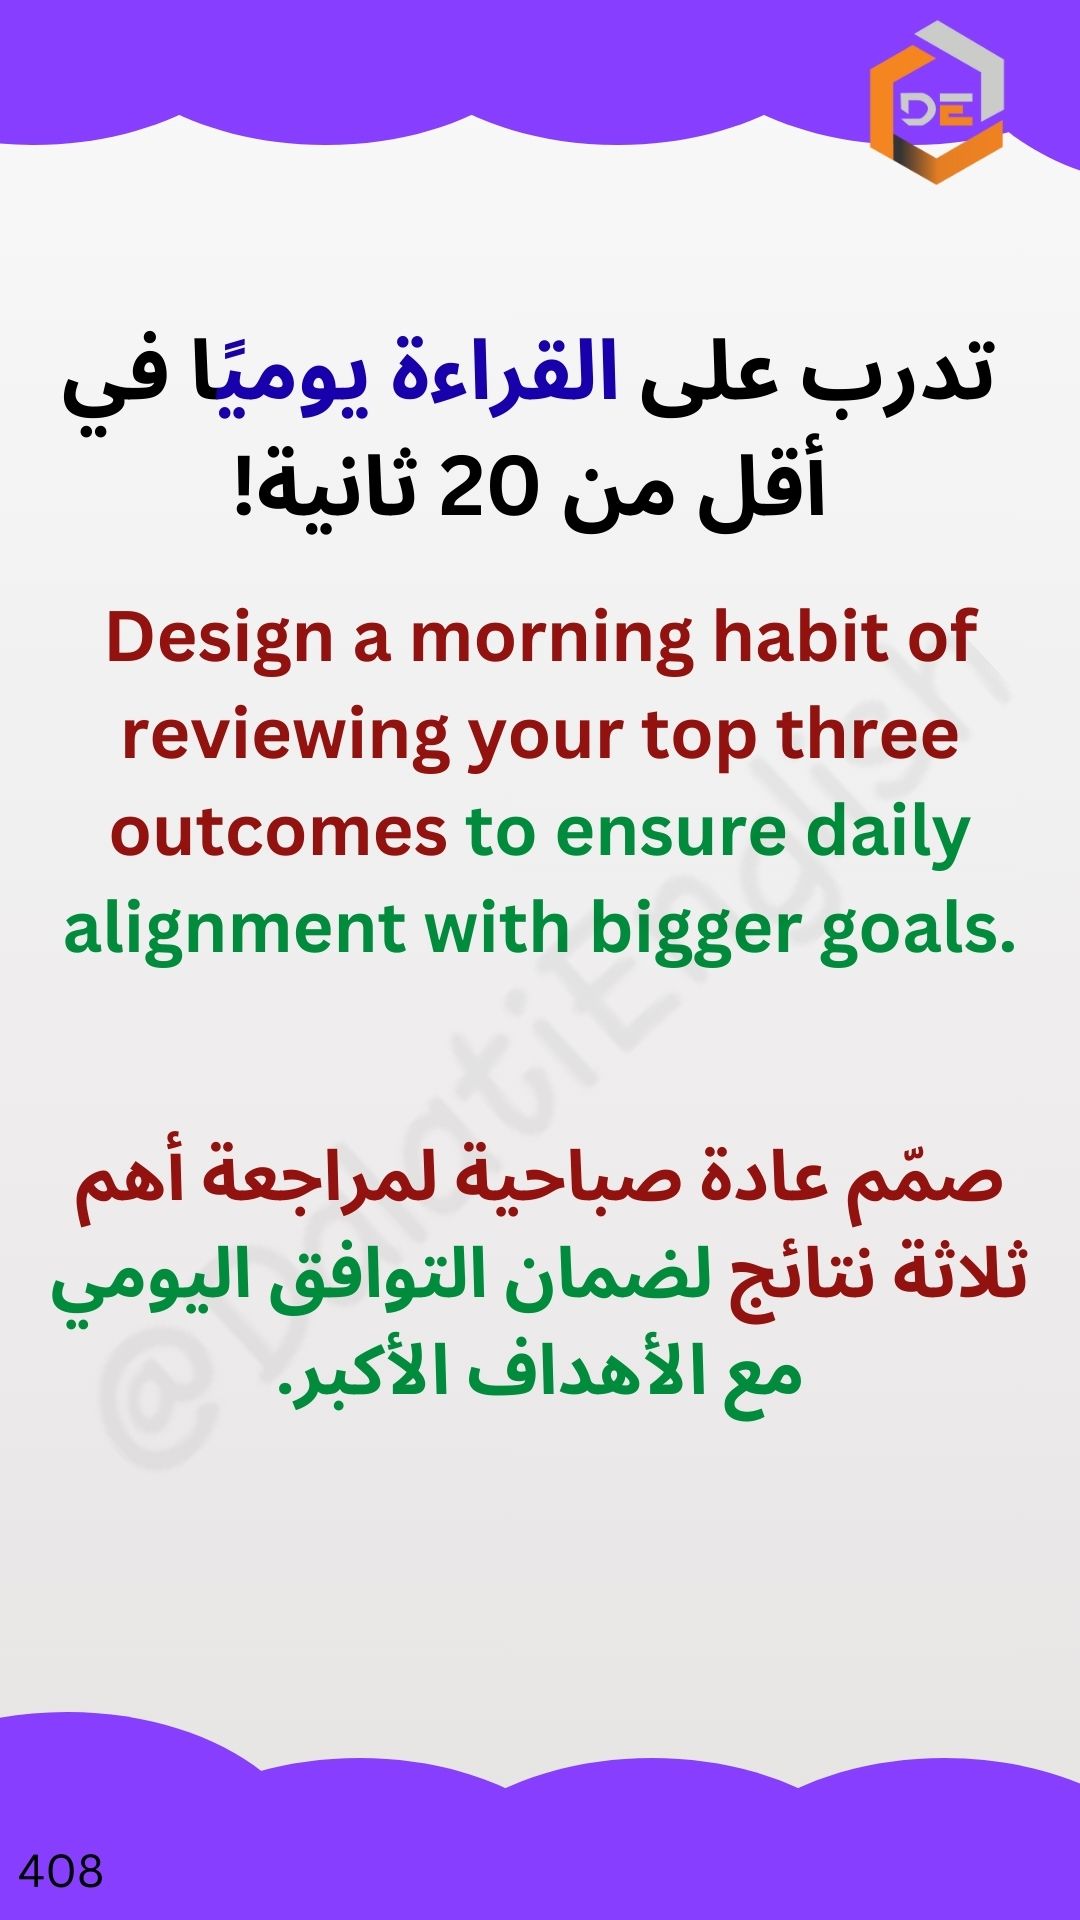 DE
تدرب على القراءة يوميًا في
أقل من 20 ثانية!
Design a morning habit of
reviewing your top three
outcomes to ensure daily
alignment with bigger goals.
صمّم عادة صباحية لمراجعة أهم
ثلاثة نتائج لضمان التوافق اليومي
مع الأهداف الأكبر.
@DalatiEnglish
408